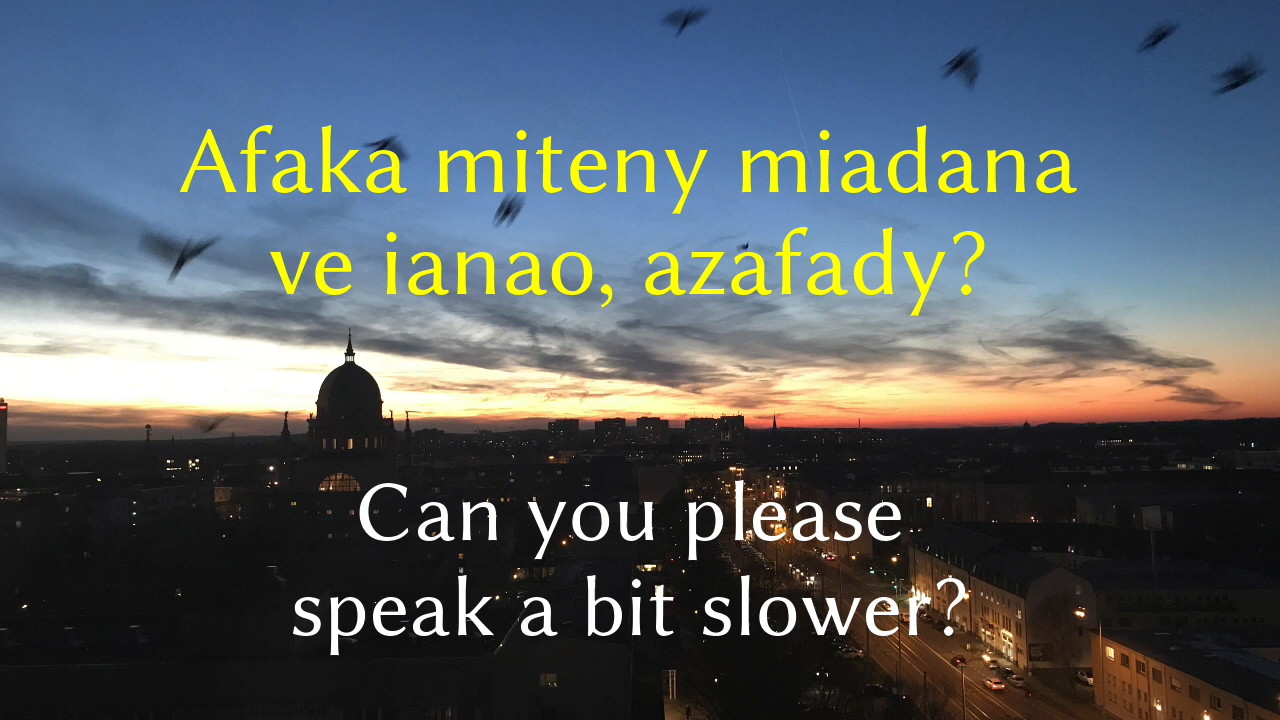 Afaka miteny miadana
ve ianao, azafady?
Can you please
speak a bit slower?